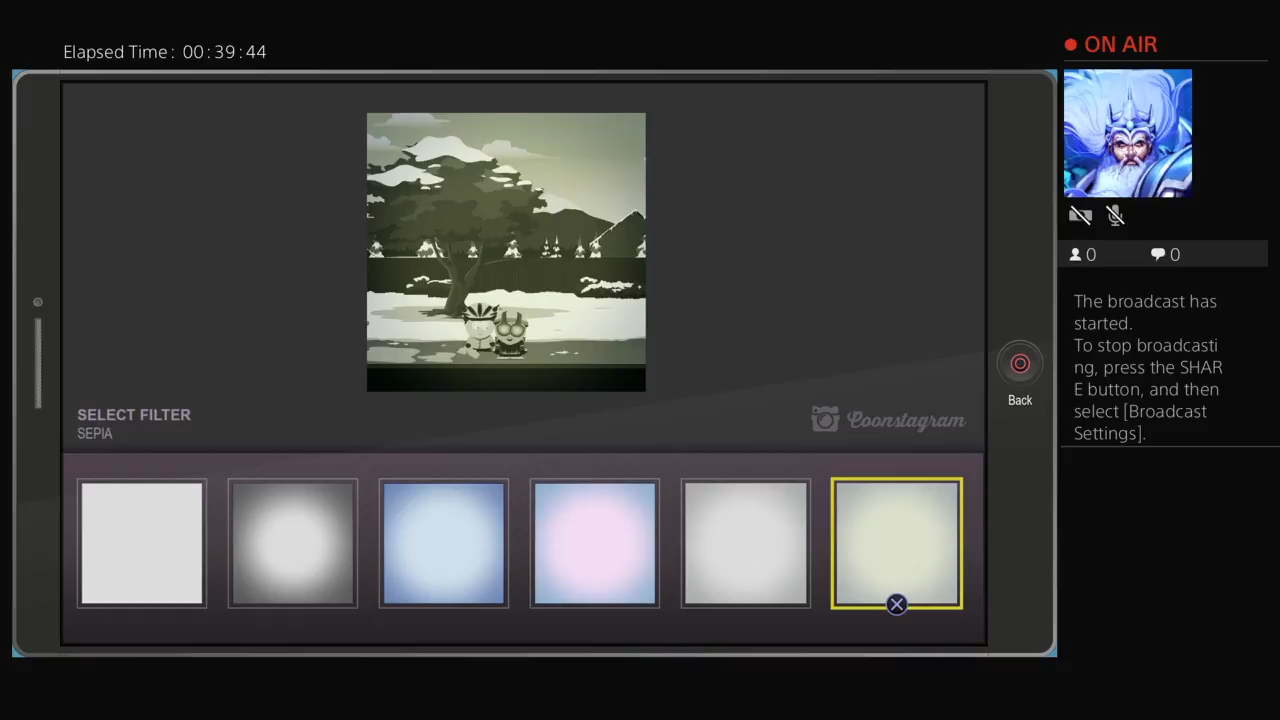 Elapsed Time: 00:39:44
ON AIR
0 0
The broadcast has
started.
To stop broadcasti
ng, press the SHAR
E button, and then
select [Broadcast
Settings].
Back
SELECT FILTER
SEPIA
Coonstagram